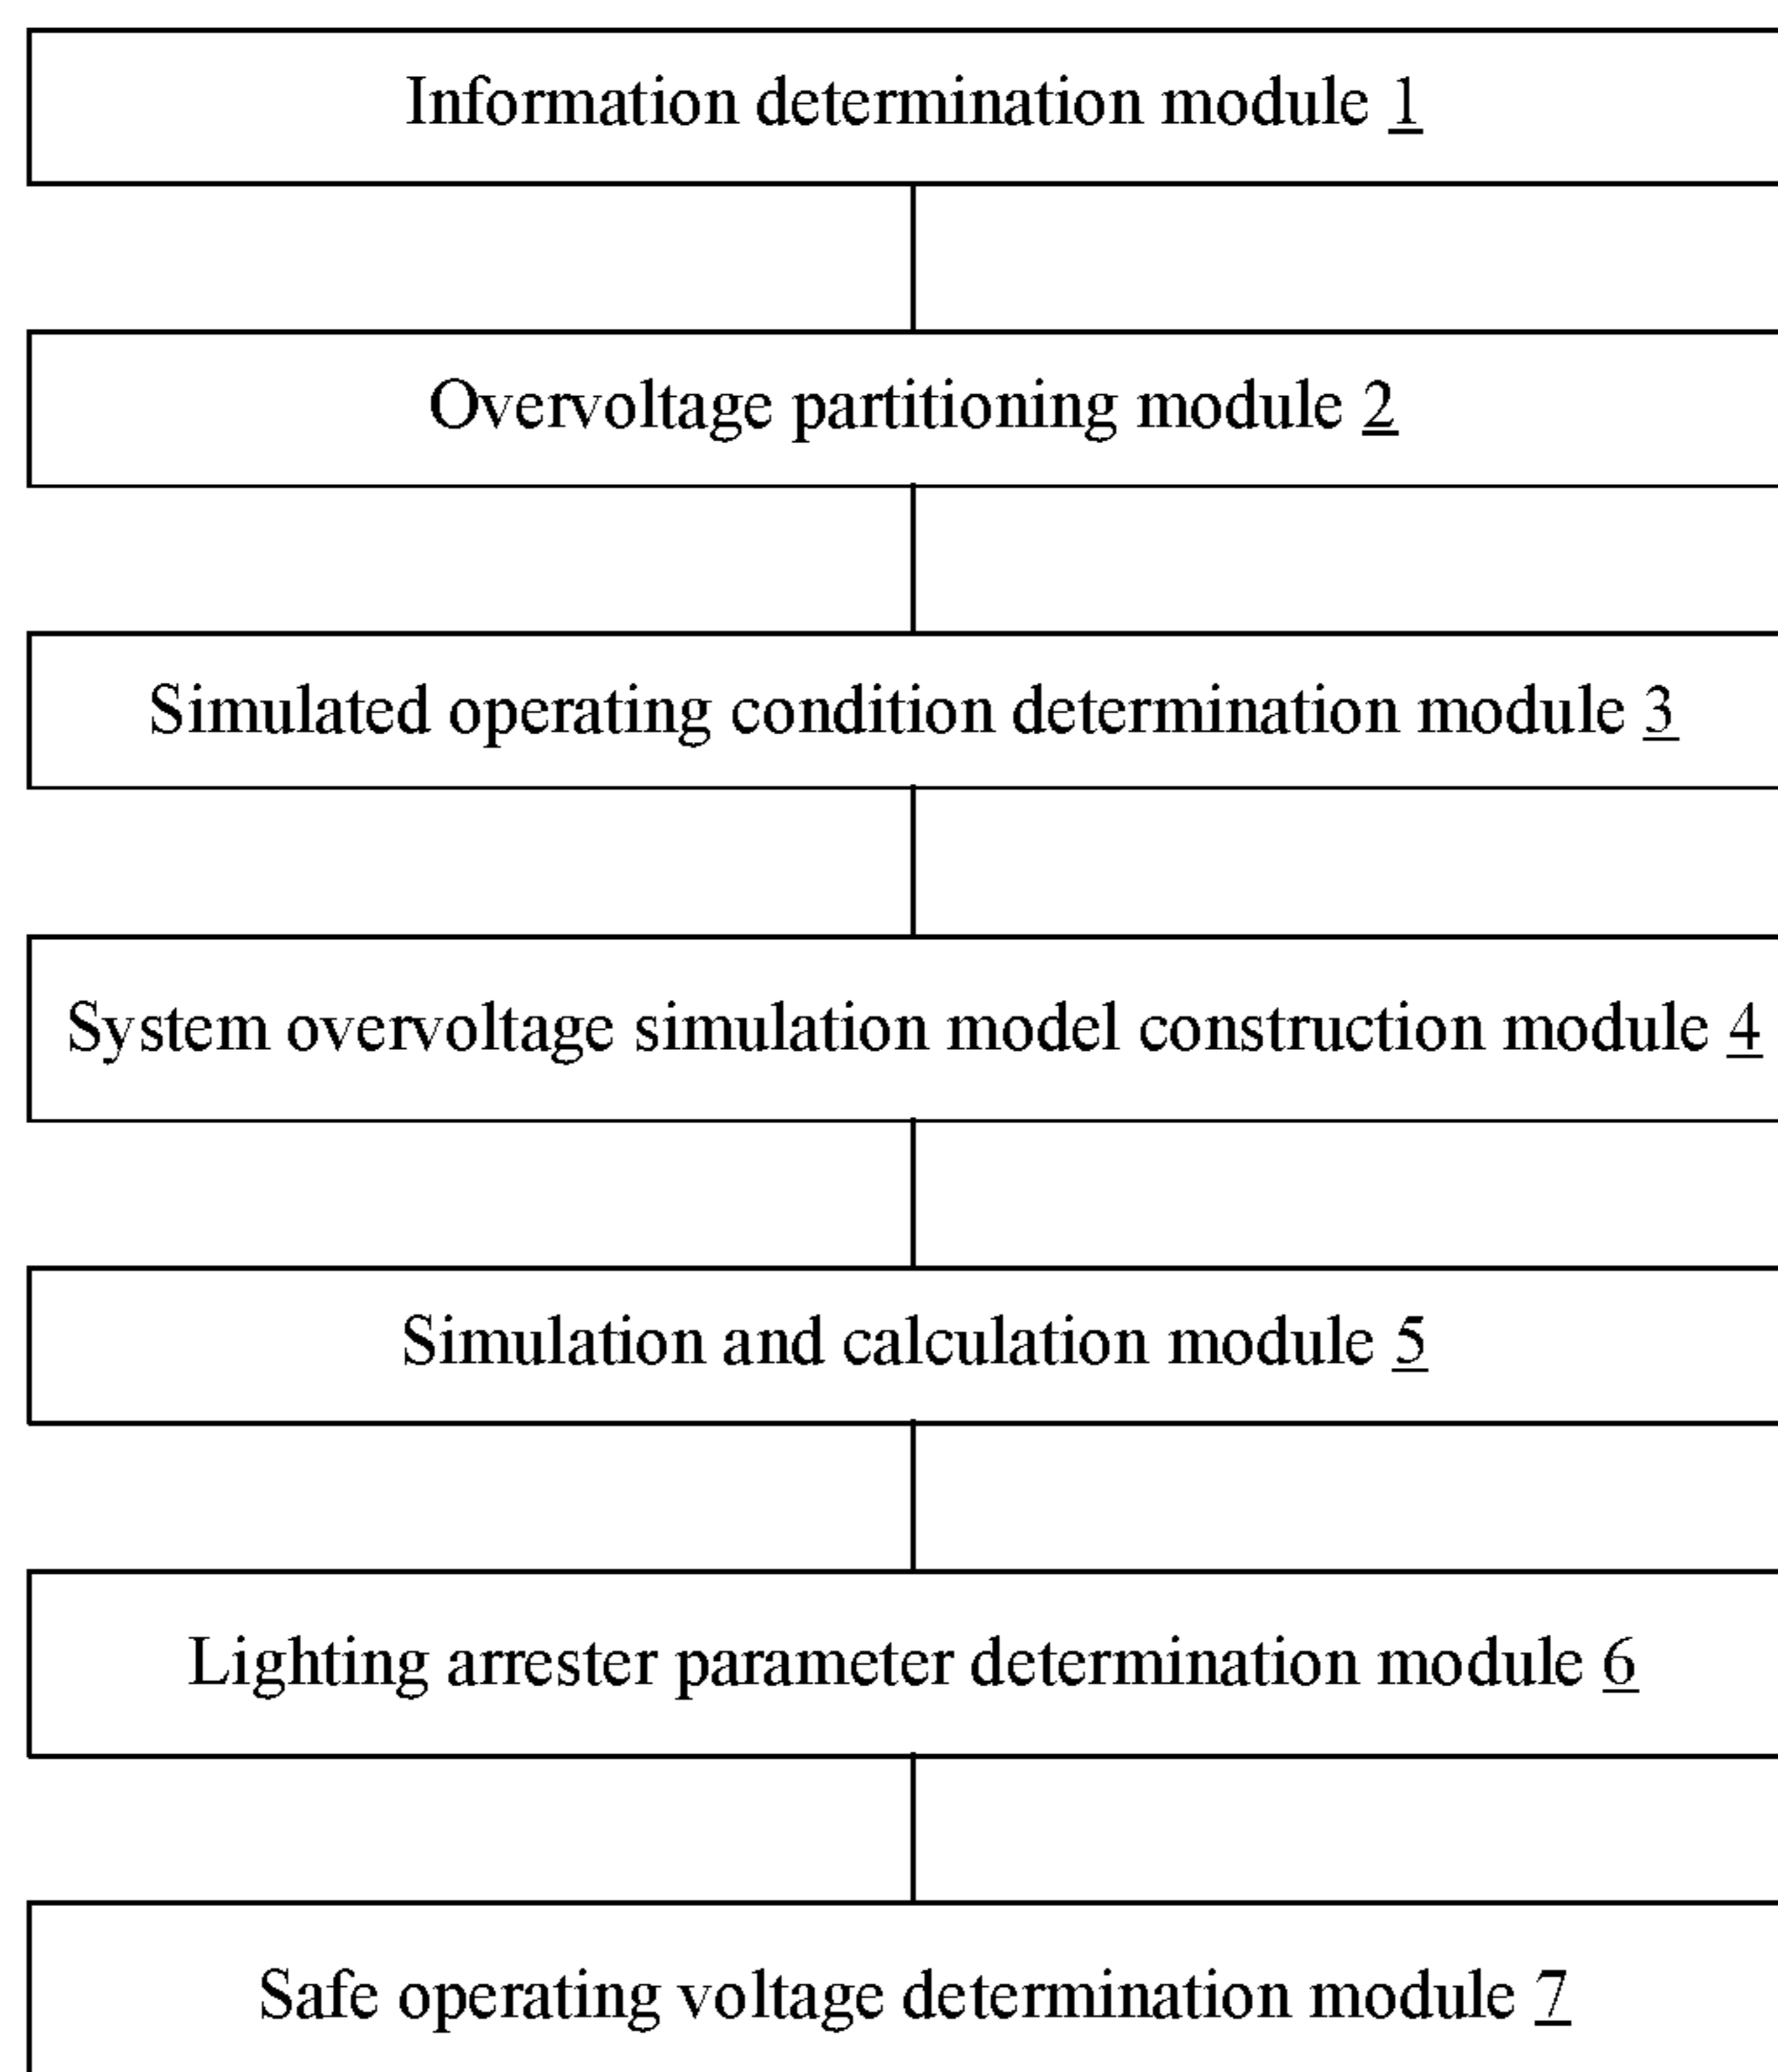 Information determination module 1
Overvoltage partitioning module 2
Simulated operating condition determination module 3
System overvoltage simulation model construction module 4
Simulation and calculation module 5
Lighting arrester parameter determination module 6
Safe operating voltage determination module 7